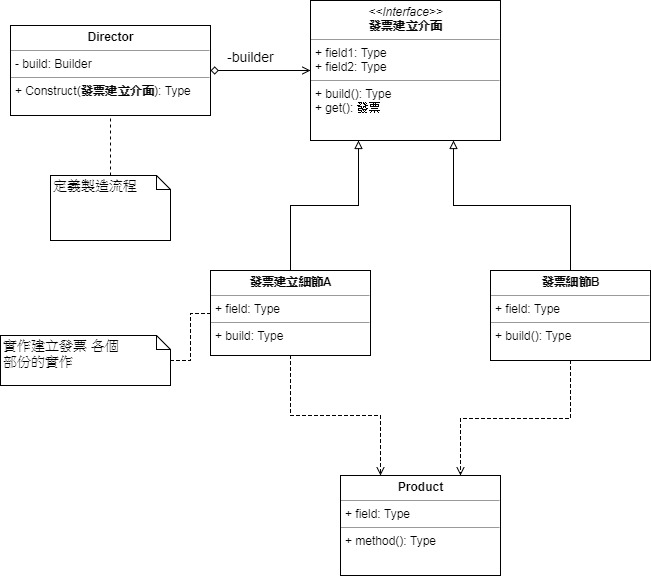 Director
- build: Builder
+ Construct(發票建立介面): Type
定義製造流程
-builder
<<Interface>>
發票建立介面
+ field1: Type
+ field2: Type
+ build(): Type
+ get(): 發票
發票建立細節A
+ field: Type
+ build: Type
實作建立發票 各個
部份的實作
發票細節B
+ field: Type
+ build(): Type
Product
+ field: Type
+ method(): Type